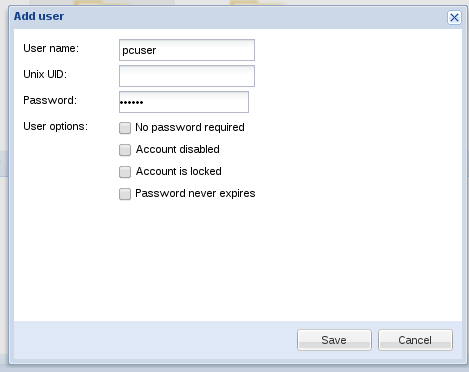 Add user
User name: pcuser
Unix UID:
Password: ••••••
User options: No password required
Account disabled
Account is locked
Password never expires
Save Cancel